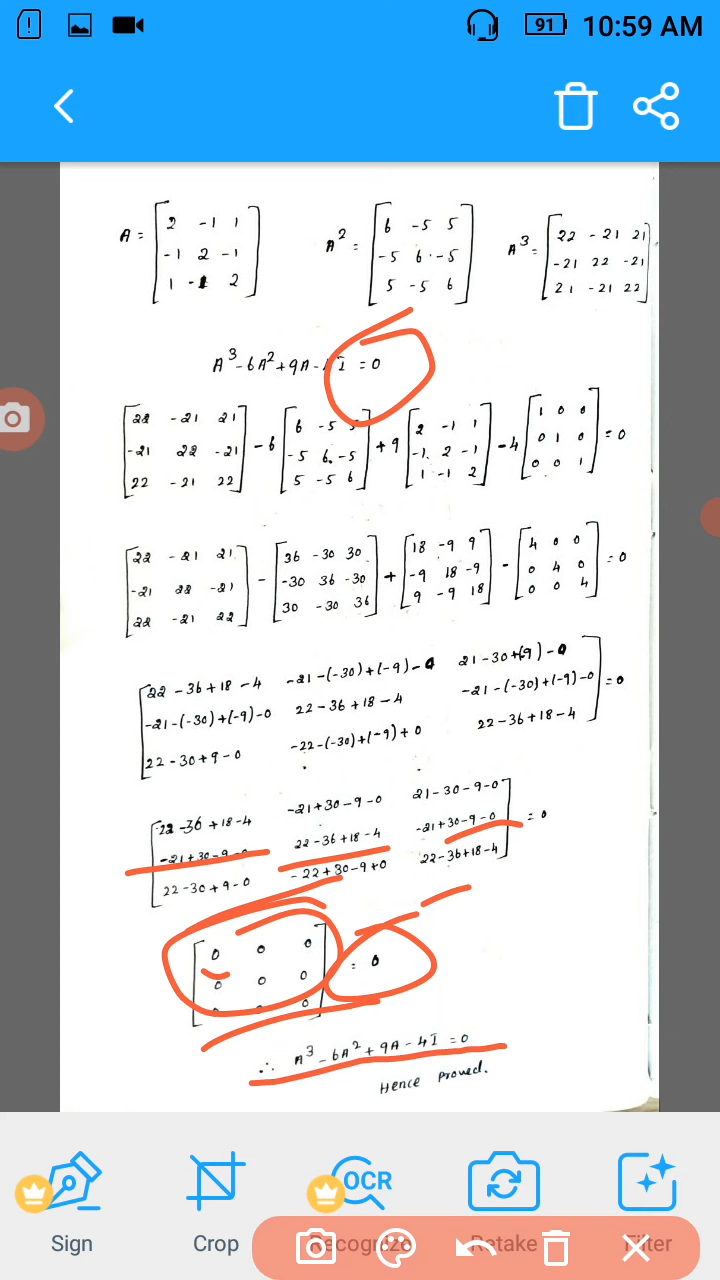 91 10:59 AM
A = [ 2 -1 1 A² = [ 6 -5 5 A³ = [ 22 -21 21
-1 2 -1 -5 6 -5 -21 22 -21
1 -1 2 ] 5 -5 6 ] 21 -21 22 ]
A³-6A²+9A-4I =0
[ 22 -21 21 ] -6 [ 6 -5 5 ] +9 [ 2 -1 1 ] -4 [ 1 0 0 ] =0
-21 22 -21 -5 6 -5 -1 2 -1 0 1 0
22 -21 22 5 -5 6 1 -1 2 0 0 1
[ 22 -21 21 ] - [ 36 -30 30 ] + [ 18 -9 9 ] - [ 4 0 0 ] =0
-21 22 -21 -30 36 -30 -9 18 -9 0 4 0
22 -21 22 30 -30 36 9 -9 18 0 0 4
[ 22-36+18-4 -21-(-30)+(-9)-0 21-30+(9)-0 ]
-21-(-30)+(-9)-0 22-36+18-4 -21-(-30)+(-9)-0 =0
22-30+9-0 -22-(-30)+(-9)+0 22-36+18-4
[ 22-36+18-4 -21+30-9-0 21-30-9-0 ] =0
-21+30-9-0 22-36+18-4 -21+30-9-0
22-30+9-0 -22+30-9+0 22-36+18-4
[ 0 0 0 ]
0 0 0 = 0
0 0 0
∴ A³-6A²+9A-4I =0
Hence proved.
OCR
Sign Crop Recognize Retake Filter